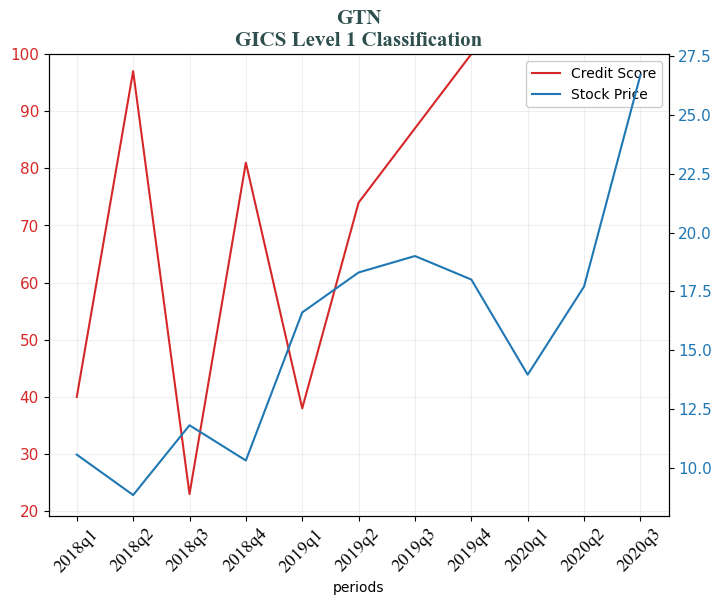 GTN
GICS Level 1 Classification
Credit Score
Stock Price
100
90
80
70
60
50
40
30
20
27.5
25.0
22.5
20.0
17.5
15.0
12.5
10.0
2018q1
2018q2
2018q3
2018q4
2019q1
2019q2
2019q3
2019q4
2020q1
2020q2
2020q3
periods